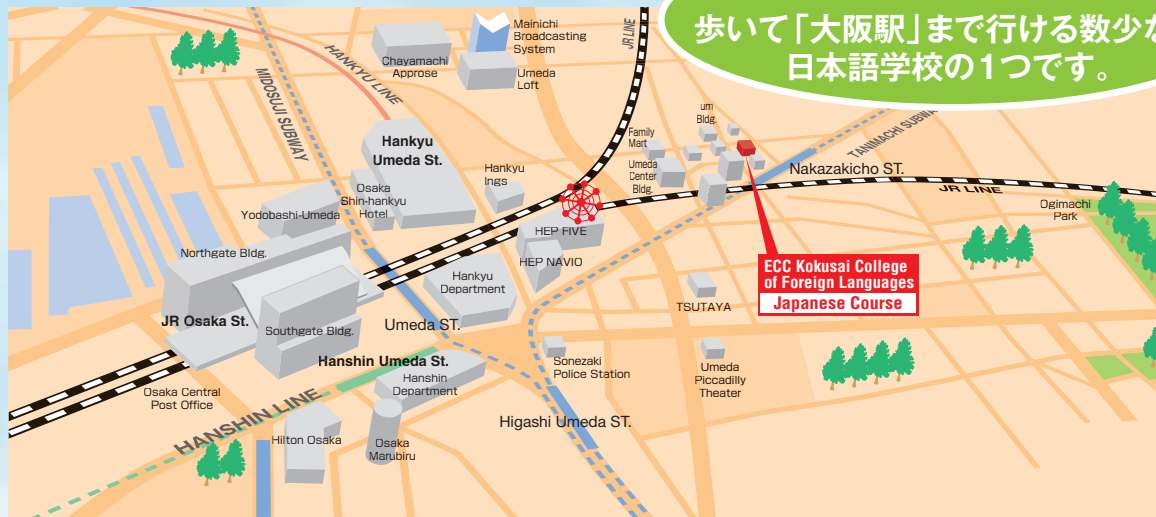 歩いて「大阪駅」まで行ける数少な
日本語学校の1つです。
Mainichi
Broadcasting
System
Chayamachi
Approse
Umeda
Loft
JR LINE
HANKYU LINE
MIDOSUJI SUBWAY
Hankyu
Umeda St.
Hankyu
Ings
Osaka
Shin-hankyu
Hotel
Yodobashi-Umeda
Northgate Bldg.
JR Osaka St.
Southgate Bldg.
Umeda ST.
Hankyu
Department
HEP FIVE
HEP NAVIO
um
Bldg.
Family
Mart
Umeda
Center
Bldg.
TANIMACHI SUBW
Nakazakicho ST.
JR LINE
Ogimachi
Park
ECC Kokusai College
of Foreign Languages
Japanese Course
TSUTAYA
Hanshin Umeda St.
Hanshin
Department
Sonezaki
Police Station
Umeda
Piccadilly
Theater
Osaka Central
Post Office
HANSHIN LINE
Higashi Umeda ST.
Hilton Osaka
Osaka
Marubiru